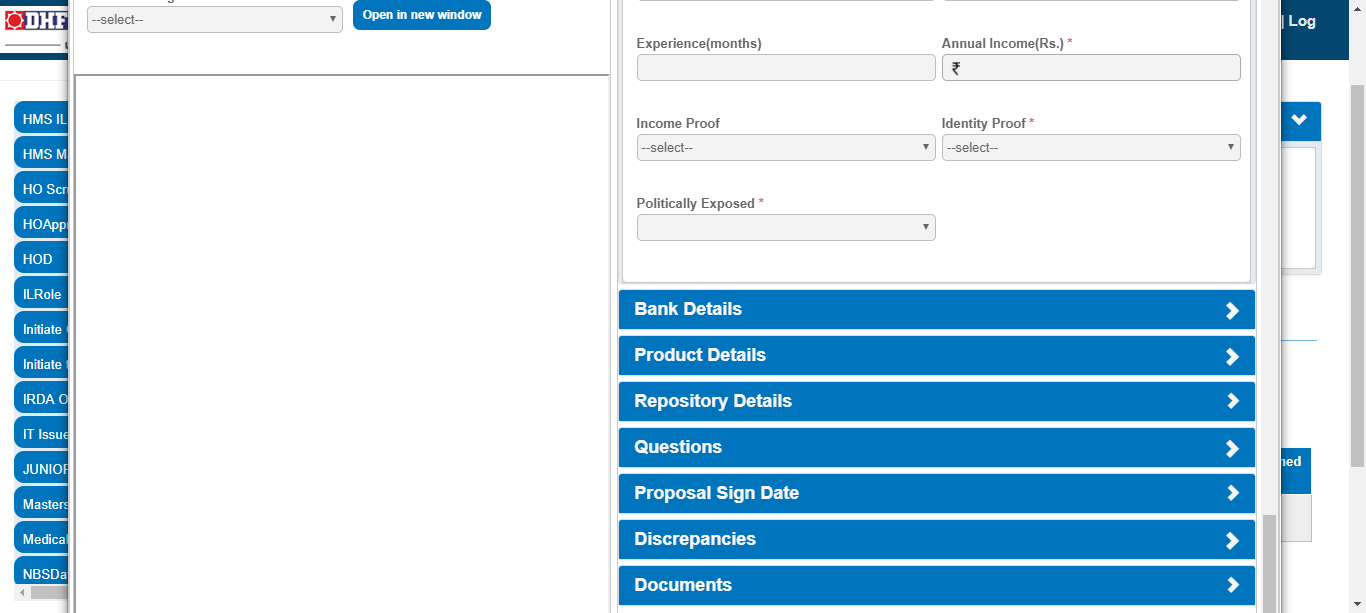 DHF
--select--
Open in new window
| Log
HMS IL
HMS M
HO Scru
HOAppr
HOD
ILRole
Initiate
Initiate
IRDA O
IT Issue
JUNIOR
Masters
Medical
NBSDa
Experience(months)
Annual Income(Rs.) *
₹
Income Proof
Identity Proof *
--select--
--select--
Politically Exposed *
Bank Details
Product Details
Repository Details
Questions
Proposal Sign Date
Discrepancies
Documents
ned